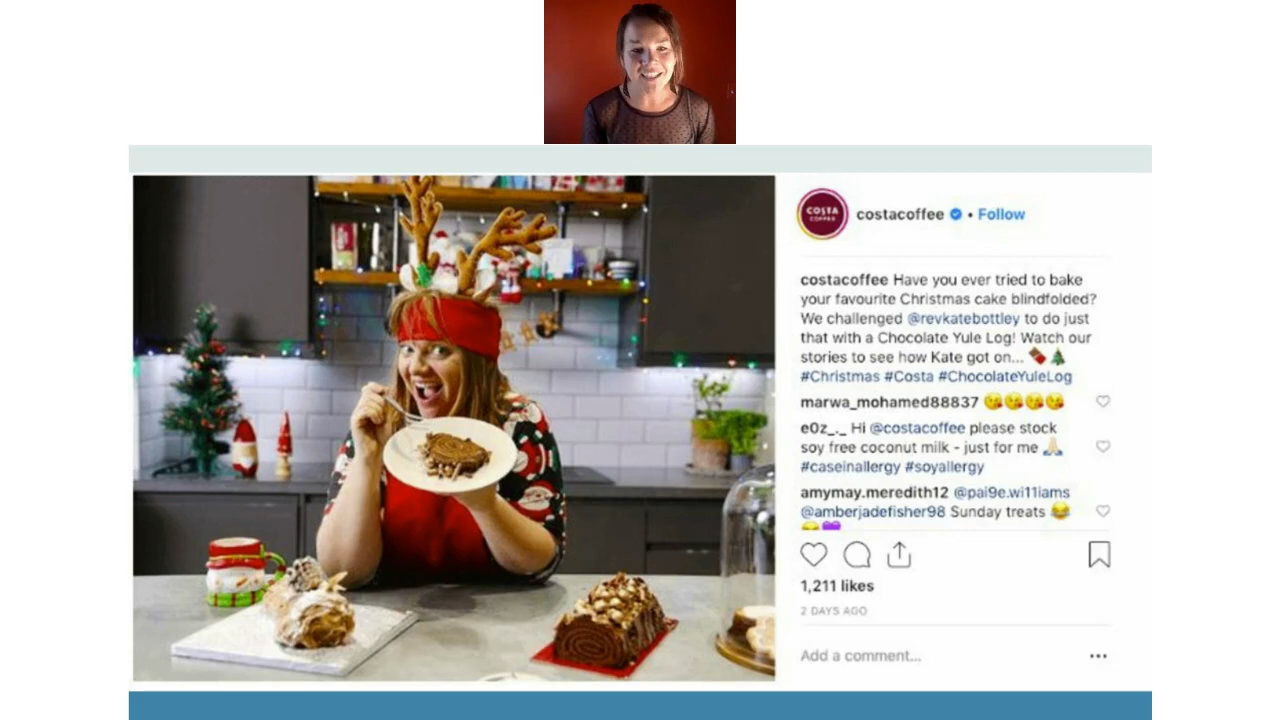 COSTA
COFFEE
costacoffee • Follow
costacoffee Have you ever tried to bake
your favourite Christmas cake blindfolded?
We challenged @revkatebottley to do just
that with a Chocolate Yule Log! Watch our
stories to see how Kate got on... 🍫🎄
#Christmas #Costa #ChocolateYuleLog
marwa_mohamed88837 😘😘😘😘
e0z_._ Hi @costacoffee please stock
soy free coconut milk - just for me 🙏🏻
#caseinallergy #soyallergy
amymay.meredith12 @pai9e.wi11iams
@amberjadefisher98 Sunday treats 😂
😂💜
1,211 likes
2 DAYS AGO
Add a comment...